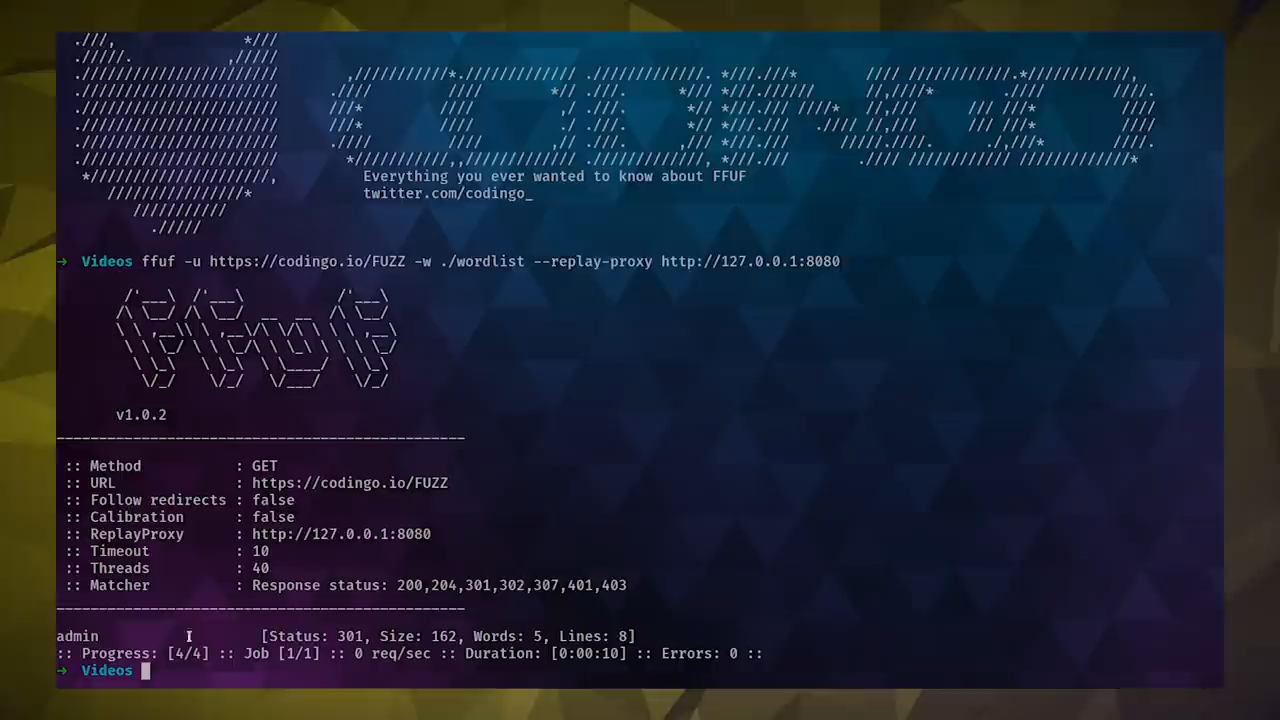 Everything you ever wanted to know about FFUF
twitter.com/codingo_
→ Videos ffuf -u https://codingo.io/FUZZ -w ./wordlist --replay-proxy http://127.0.0.1:8080
v1.0.2
________________________________________________
:: Method : GET
:: URL : https://codingo.io/FUZZ
:: Follow redirects : false
:: Calibration : false
:: ReplayProxy : http://127.0.0.1:8080
:: Timeout : 10
:: Threads : 40
:: Matcher : Response status: 200,204,301,302,307,401,403
________________________________________________
admin [Status: 301, Size: 162, Words: 5, Lines: 8]
:: Progress: [4/4] :: Job [1/1] :: 0 req/sec :: Duration: [0:00:10] :: Errors: 0 ::
→ Videos